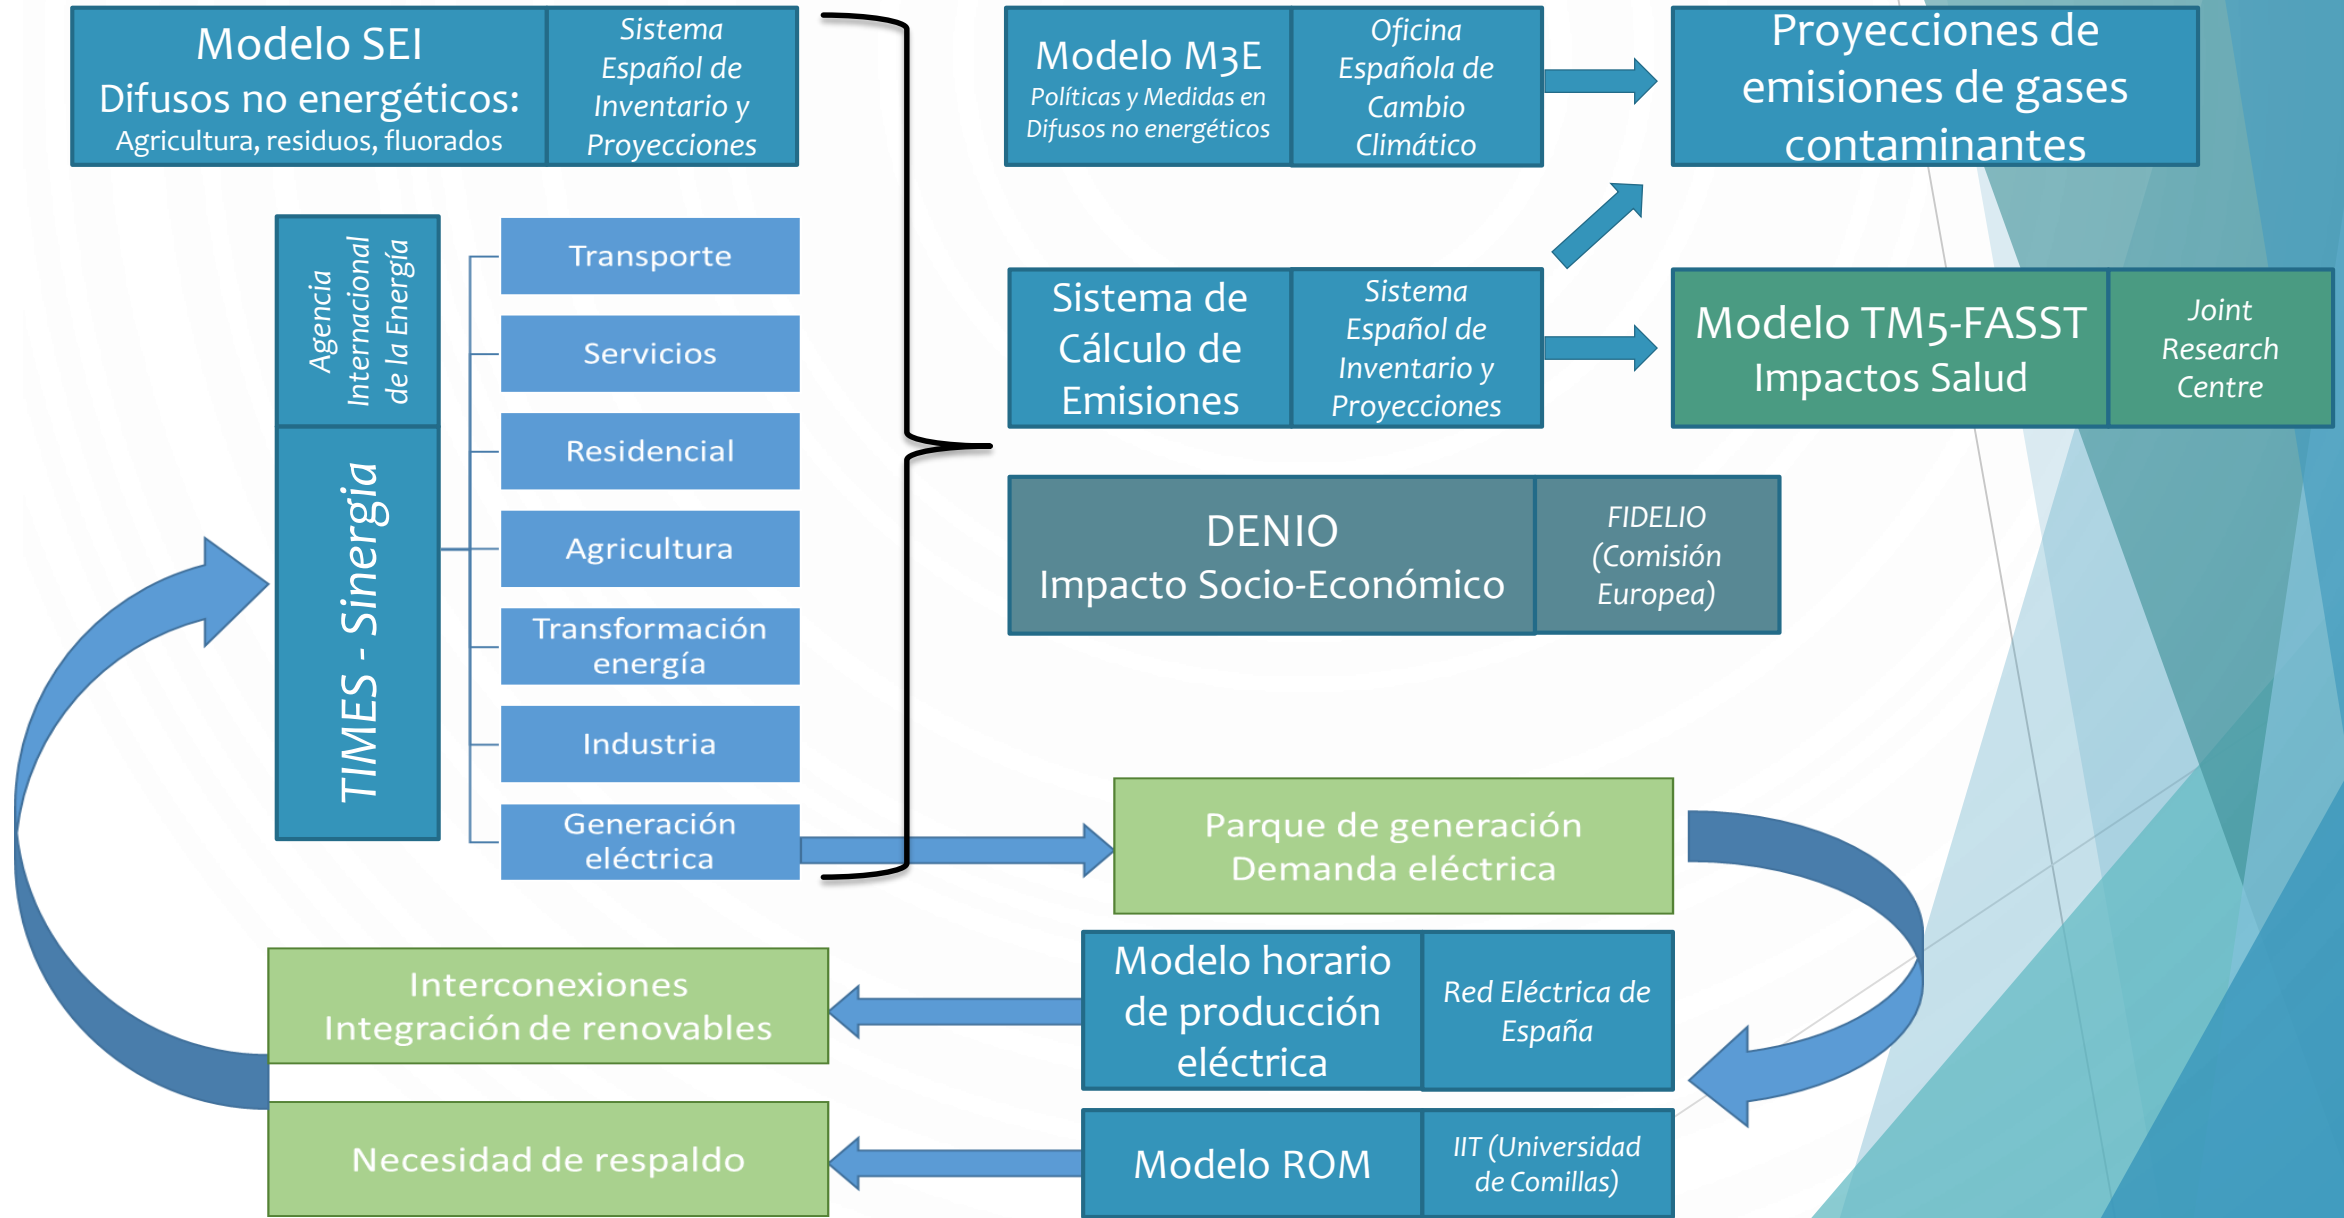 Modelo SEI
Difusos no energéticos:
Agricultura, residuos, fluorados
Sistema
Español de
Inventario y
Proyecciones
Modelo M3E
Políticas y Medidas en
Difusos no energéticos
Oficina
Española de
Cambio
Climático
Proyecciones de
emisiones de gases
contaminantes
Agencia
Internacional
de la Energía
TIMES - Sinergia
Transporte
Servicios
Residencial
Agricultura
Transformación
energía
Industria
Generación
eléctrica
Sistema de
Cálculo de
Emisiones
Sistema
Español de
Inventario y
Proyecciones
Modelo TM5-FASST
Impactos Salud
Joint
Research
Centre
DENIO
Impacto Socio-Económico
FIDELIO
(Comisión
Europea)
Parque de generación
Demanda eléctrica
Interconexiones
Integración de renovables
Modelo horario
de producción
eléctrica
Red Eléctrica de
España
Necesidad de respaldo
Modelo ROM
IIT (Universidad
de Comillas)